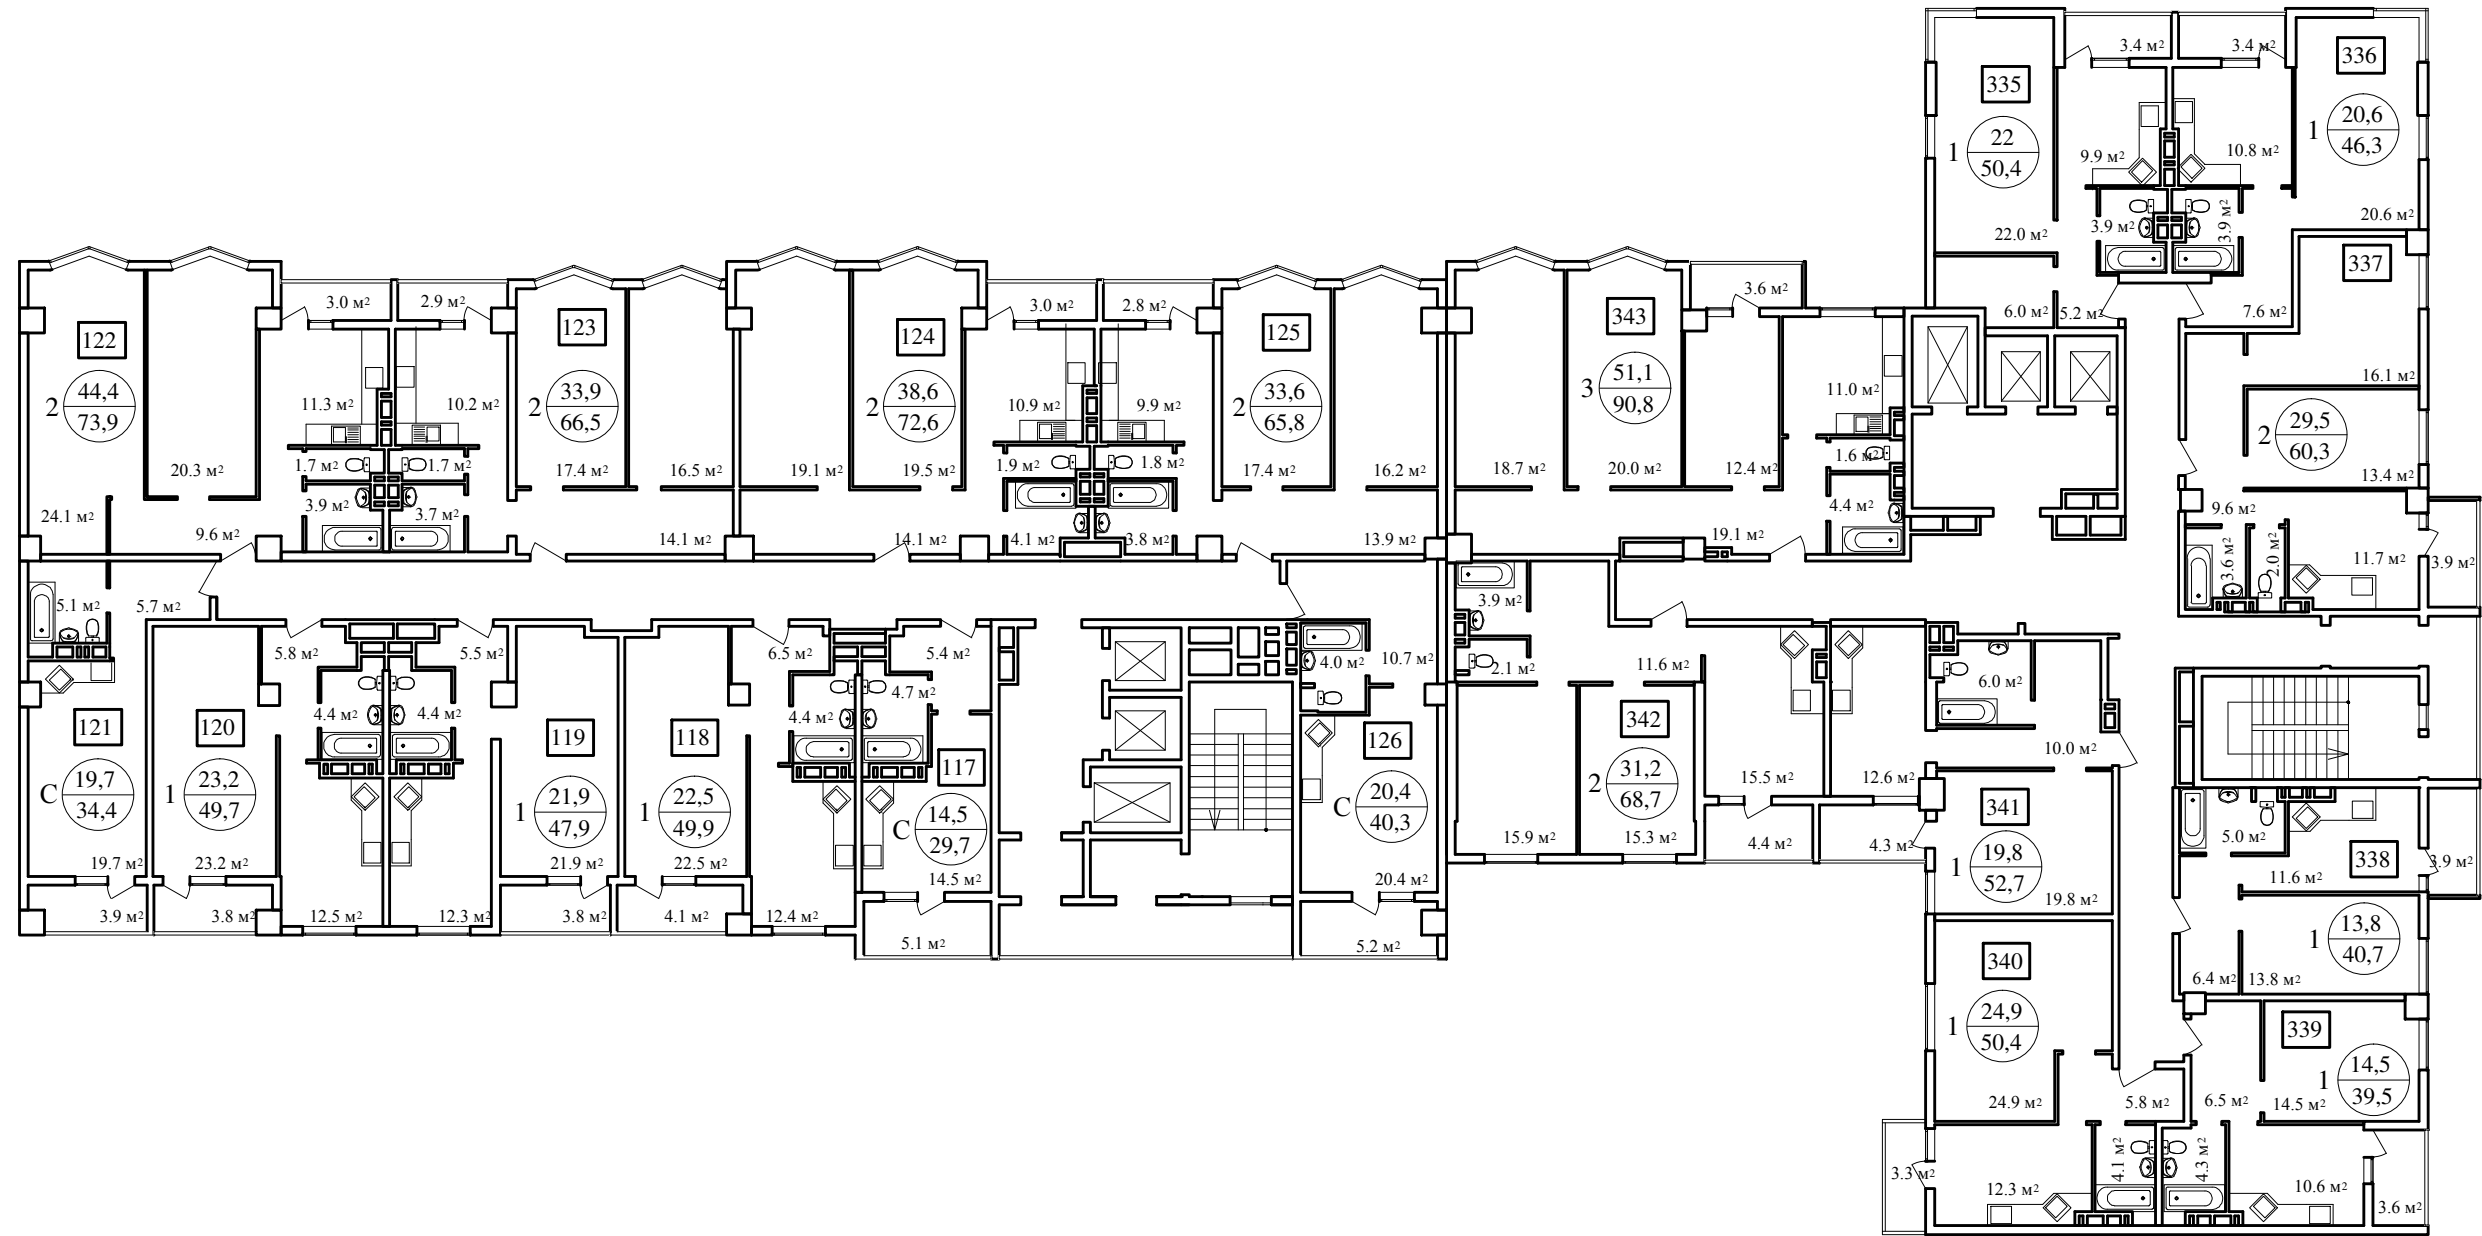 3.4 м²
3.4 м²
335
336
1
22
50,4
1
20,6
46,3
9.9 м²
10.8 м²
3.9 м²
3.9 м²
20.6 м²
22.0 м²
337
6.0 м²
5.2 м²
7.6 м²
16.1 м²
2
29,5
60,3
13.4 м²
9.6 м²
3.6 м²
2.0 м²
11.7 м²
3.9 м²
3.0 м²
2.9 м²
122
123
2
44,4
73,9
11.3 м²
10.2 м²
2
33,9
66,5
20.3 м²
1.7 м²
1.7 м²
17.4 м²
16.5 м²
24.1 м²
3.9 м²
3.7 м²
9.6 м²
14.1 м²
3.0 м²
2.8 м²
124
125
2
38,6
72,6
10.9 м²
9.9 м²
2
33,6
65,8
19.1 м²
19.5 м²
1.9 м²
1.8 м²
17.4 м²
16.2 м²
14.1 м²
4.1 м²
3.8 м²
13.9 м²
3.6 м²
343
3
51,1
90,8
11.0 м²
18.7 м²
20.0 м²
12.4 м²
1.6 м²
4.4 м²
19.1 м²
5.1 м²
5.7 м²
5.8 м²
5.5 м²
6.5 м²
5.4 м²
4.4 м²
4.4 м²
4.4 м²
4.7 м²
121
120
119
118
117
С
19,7
34,4
1
23,2
49,7
1
21,9
47,9
1
22,5
49,9
С
14,5
29,7
19.7 м²
23.2 м²
21.9 м²
22.5 м²
14.5 м²
3.9 м²
3.8 м²
12.5 м²
12.3 м²
3.8 м²
4.1 м²
12.4 м²
5.1 м²
4.0 м²
10.7 м²
126
С
20,4
40,3
20.4 м²
5.2 м²
3.9 м²
2.1 м²
11.6 м²
342
2
31,2
68,7
15.5 м²
12.6 м²
15.9 м²
15.3 м²
4.4 м²
4.3 м²
6.0 м²
10.0 м²
341
1
19,8
52,7
19.8 м²
5.0 м²
338
3.9 м²
11.6 м²
1
13,8
40,7
6.4 м²
13.8 м²
340
1
24,9
50,4
339
1
14,5
39,5
24.9 м²
5.8 м²
6.5 м²
14.5 м²
4.1 м²
4.3 м²
3.3 м²
12.3 м²
10.6 м²
3.6 м²